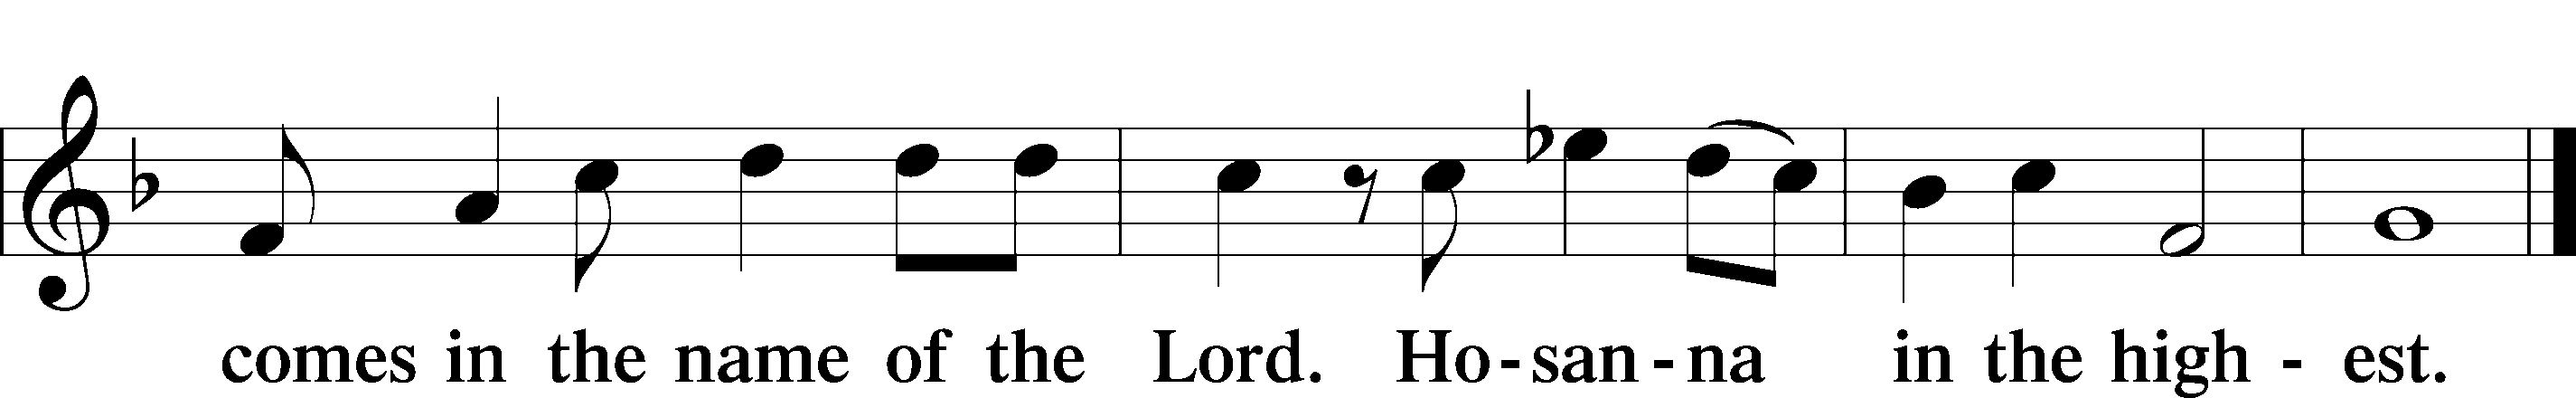 comes in the name of the Lord. Ho-san-na in the high-est.